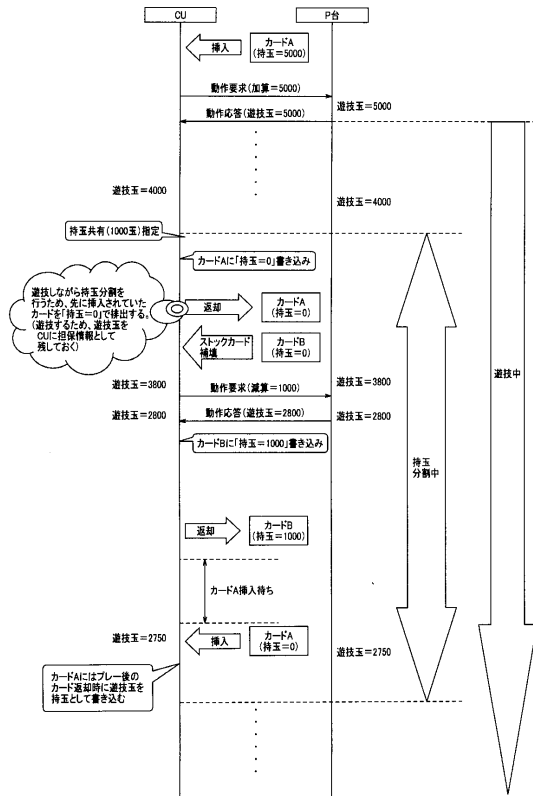 CU
P台
挿入
カードA
(持玉=5000)
動作要求(加算=5000)
遊技玉=5000
動作応答(遊技玉=5000)
遊技玉=4000
遊技玉=4000
持玉共有(1000玉)指定
カードAに「持玉=0」書き込み
遊技しながら持玉分割を
行うため、先に挿入されていた
カードを「持玉=0」で排出する。
(遊技するため、遊技玉を
CUに担保情報として
残しておく)
返却
カードA
(持玉=0)
ストックカード
補填
カードB
(持玉=0)
遊技玉=3800
遊技玉=3800
動作要求(減算=1000)
遊技玉=2800
動作応答(遊技玉=2800)
遊技玉=2800
カードBに「持玉=1000」書き込み
持玉
分割中
遊技中
返却
カードB
(持玉=1000)
カードA挿入待ち
遊技玉=2750
挿入
カードA
(持玉=0)
遊技玉=2750
カードAにはプレー後の
カード返却時に遊技玉を
持玉として書き込む